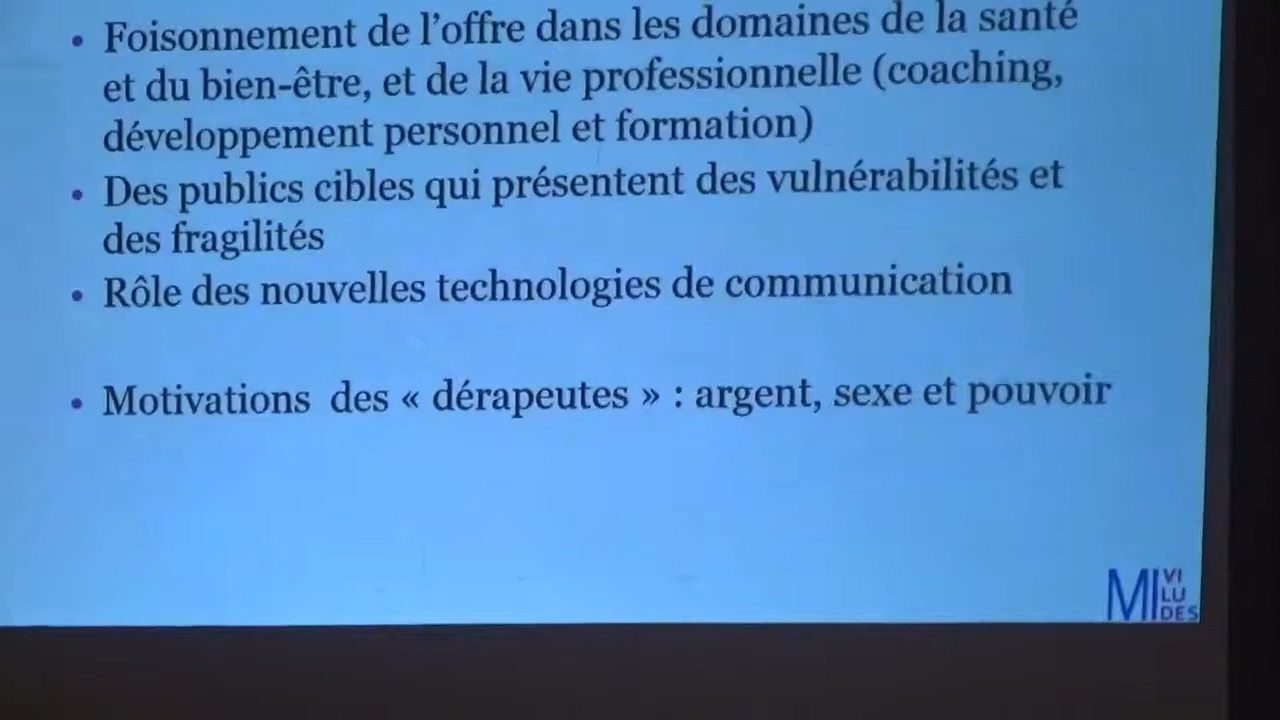 • Foisonnement de l'offre dans les domaines de la santé
et du bien-être, et de la vie professionnelle (coaching,
développement personnel et formation)
• Des publics cibles qui présentent des vulnérabilités et
des fragilités
• Rôle des nouvelles technologies de communication
• Motivations des « dérapeutes » : argent, sexe et pouvoir
MI
VI
LU
DES